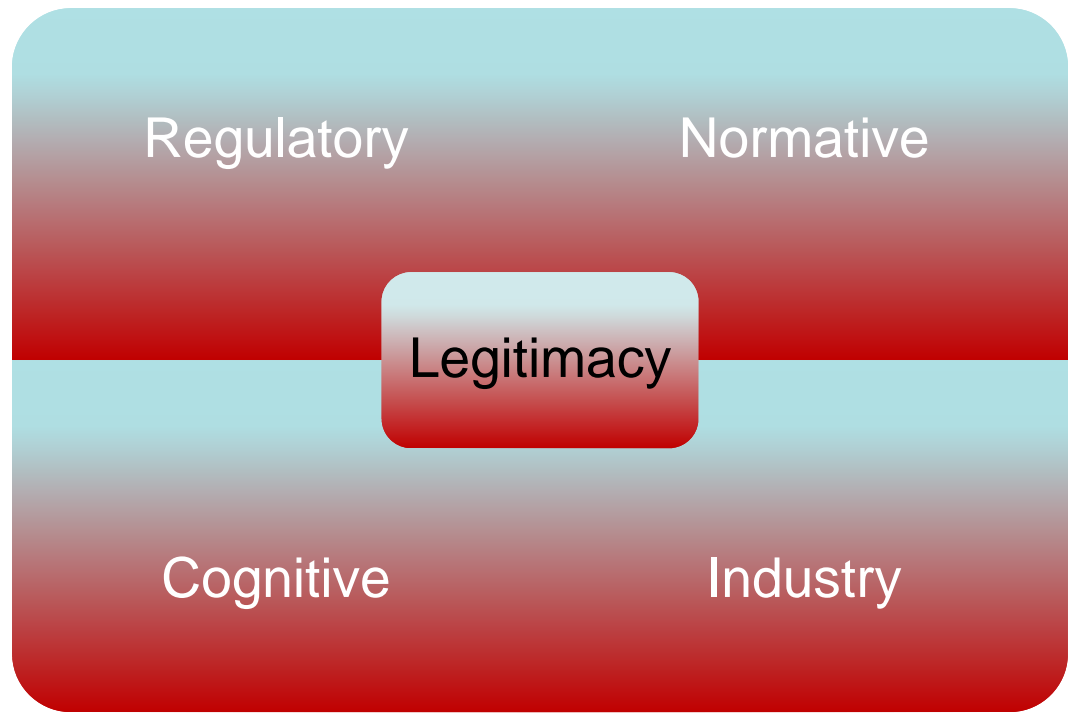 Regulatory
Normative
Legitimacy
Cognitive
Industry